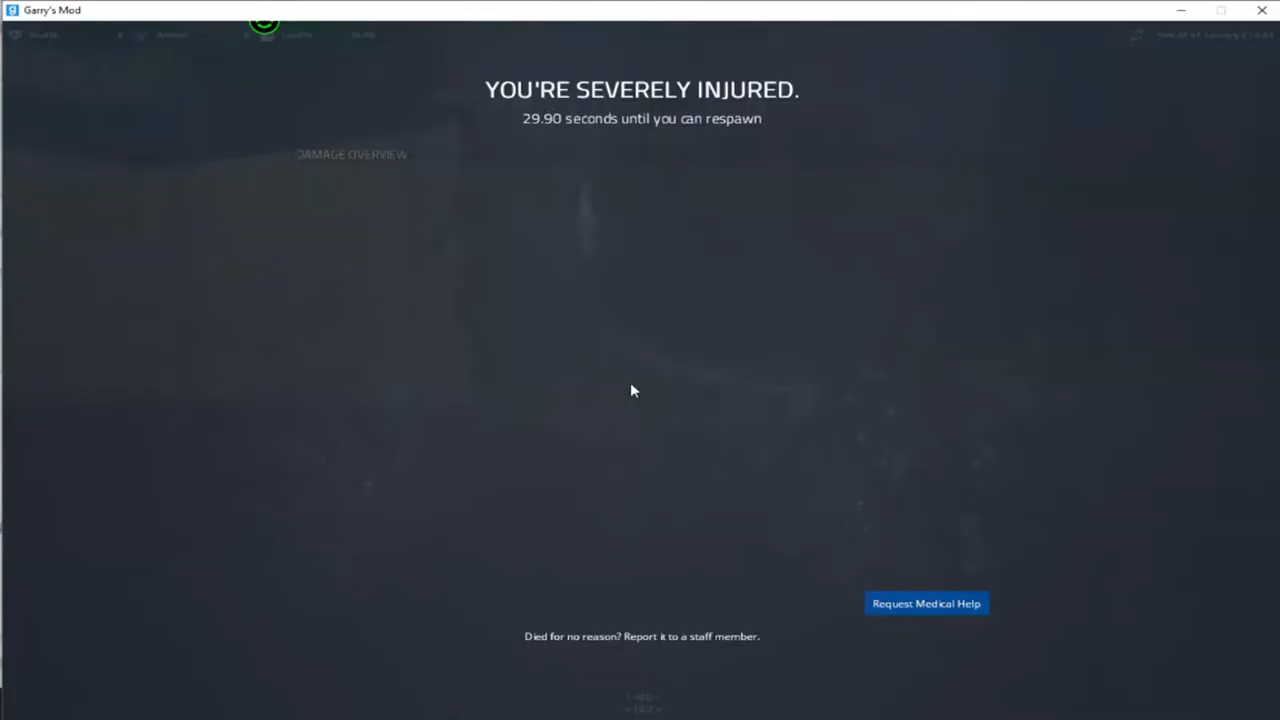 Garry's Mod
YOU'RE SEVERELY INJURED.
29.90 seconds until you can respawn
DAMAGE OVERVIEW
Request Medical Help
Died for no reason? Report it to a staff member.